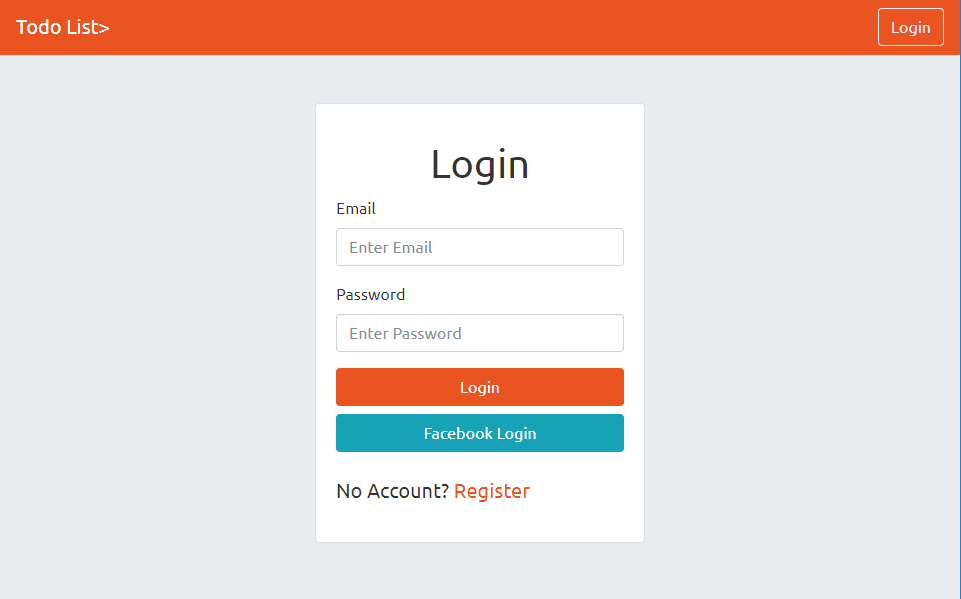 Todo List>
Login
Login
Email
Enter Email
Password
Enter Password
Login
Facebook Login
No Account? Register